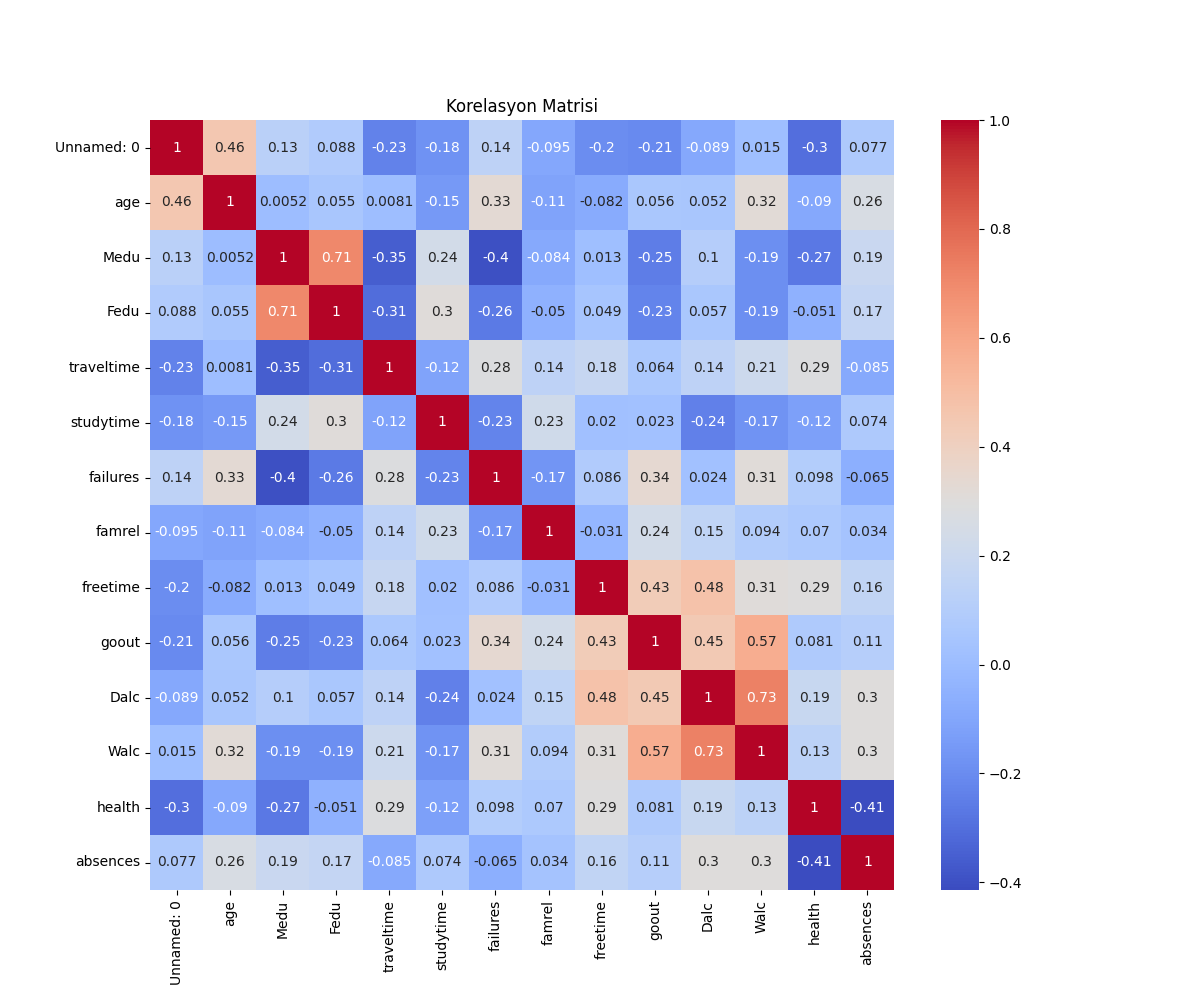 Korelasyon Matrisi
Unnamed: 0 1 0.46 0.13 0.088 -0.23 -0.18 0.14 -0.095 -0.2 -0.21 -0.089 0.015 -0.3 0.077
age 0.46 1 0.0052 0.055 0.0081 -0.15 0.33 -0.11 -0.082 0.056 0.052 0.32 -0.09 0.26
Medu 0.13 0.0052 1 0.71 -0.35 0.24 -0.4 -0.084 0.013 -0.25 0.1 -0.19 -0.27 0.19
Fedu 0.088 0.055 0.71 1 -0.31 0.3 -0.26 -0.05 0.049 -0.23 0.057 -0.19 -0.051 0.17
traveltime -0.23 0.0081 -0.35 -0.31 1 -0.12 0.28 0.14 0.18 0.064 0.14 0.21 0.29 -0.085
studytime -0.18 -0.15 0.24 0.3 -0.12 1 -0.23 0.23 0.02 0.023 -0.24 -0.17 -0.12 0.074
failures 0.14 0.33 -0.4 -0.26 0.28 -0.23 1 -0.17 0.086 0.34 0.024 0.31 0.098 -0.065
famrel -0.095 -0.11 -0.084 -0.05 0.14 0.23 -0.17 1 -0.031 0.24 0.15 0.094 0.07 0.034
freetime -0.2 -0.082 0.013 0.049 0.18 0.02 0.086 -0.031 1 0.43 0.48 0.31 0.29 0.16
goout -0.21 0.056 -0.25 -0.23 0.064 0.023 0.34 0.24 0.43 1 0.45 0.57 0.081 0.11
Dalc -0.089 0.052 0.1 0.057 0.14 -0.24 0.024 0.15 0.48 0.45 1 0.73 0.19 0.3
Walc 0.015 0.32 -0.19 -0.19 0.21 -0.17 0.31 0.094 0.31 0.57 0.73 1 0.13 0.3
health -0.3 -0.09 -0.27 -0.051 0.29 -0.12 0.098 0.07 0.29 0.081 0.19 0.13 1 -0.41
absences 0.077 0.26 0.19 0.17 -0.085 0.074 -0.065 0.034 0.16 0.11 0.3 0.3 -0.41 1
Unnamed: 0 age Medu Fedu traveltime studytime failures famrel freetime goout Dalc Walc health absences
1.0
0.8
0.6
0.4
0.2
0.0
−0.2
−0.4